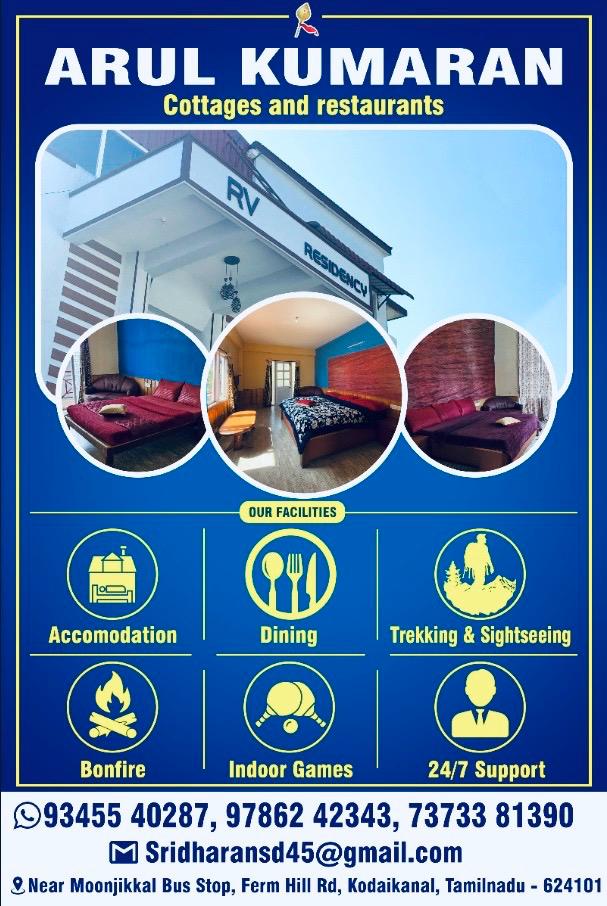 ARUL KUMARAN
Cottages and restaurants
RV
RESIDENCY
OUR FACILITIES
Accomodation
Dining
Trekking & Sightseeing
Bonfire
Indoor Games
24/7 Support
93455 40287, 97862 42343, 73733 81390
Sridharansd45@gmail.com
Near Moonjikkal Bus Stop, Ferm Hill Rd, Kodaikanal, Tamilnadu - 624101